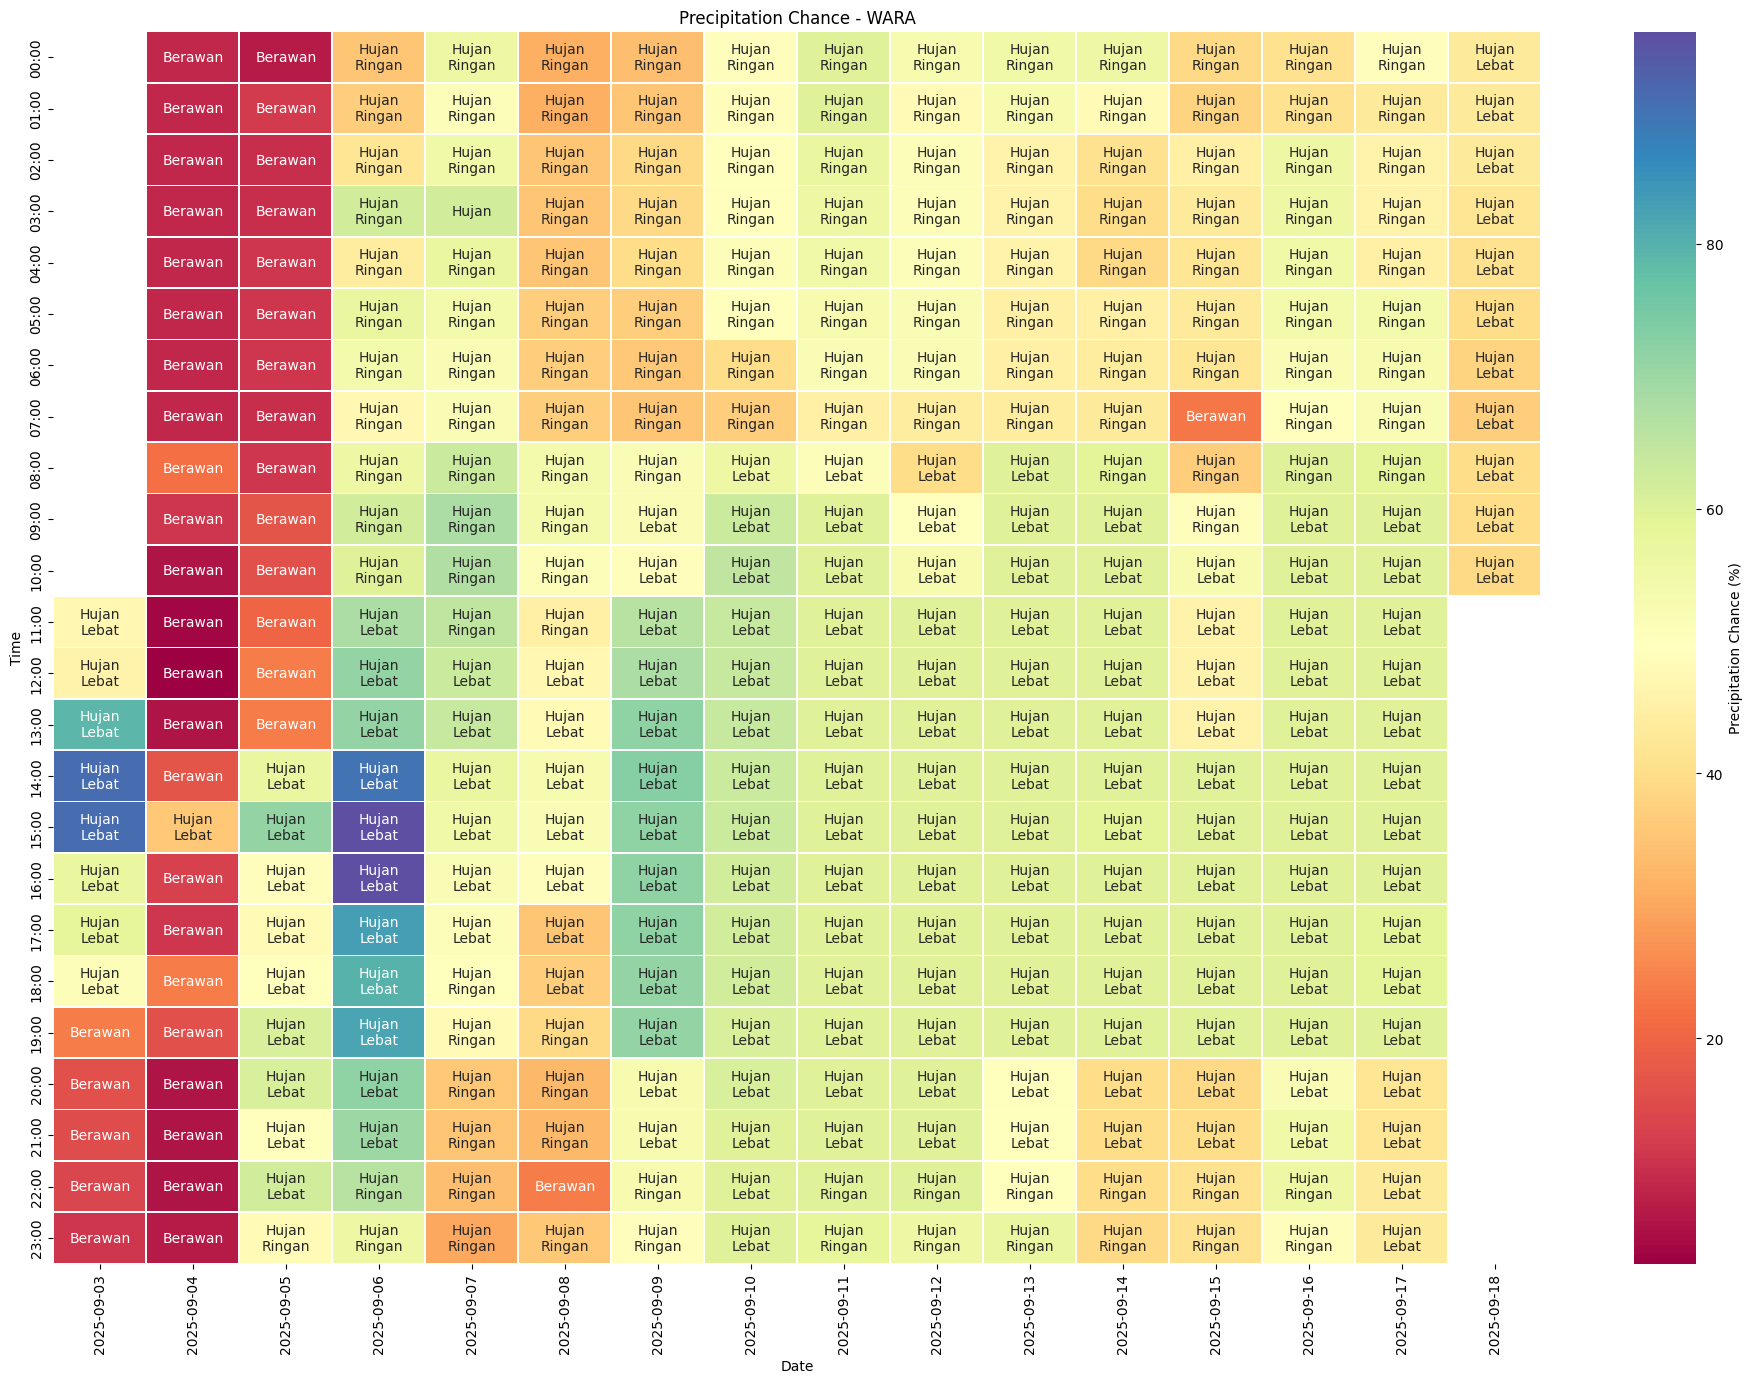 Precipitation Chance - WARA
00:00 Berawan Berawan Hujan Ringan Hujan Ringan Hujan Ringan Hujan Ringan Hujan Ringan Hujan Ringan Hujan Ringan Hujan Ringan Hujan Ringan Hujan Ringan Hujan Ringan Hujan Ringan Hujan Lebat
01:00 Berawan Berawan Hujan Ringan Hujan Ringan Hujan Ringan Hujan Ringan Hujan Ringan Hujan Ringan Hujan Ringan Hujan Ringan Hujan Ringan Hujan Ringan Hujan Ringan Hujan Ringan Hujan Lebat
02:00 Berawan Berawan Hujan Ringan Hujan Ringan Hujan Ringan Hujan Ringan Hujan Ringan Hujan Ringan Hujan Ringan Hujan Ringan Hujan Ringan Hujan Ringan Hujan Ringan Hujan Ringan Hujan Lebat
03:00 Berawan Berawan Hujan Ringan Hujan Hujan Ringan Hujan Ringan Hujan Ringan Hujan Ringan Hujan Ringan Hujan Ringan Hujan Ringan Hujan Ringan Hujan Ringan Hujan Ringan Hujan Lebat
04:00 Berawan Berawan Hujan Ringan Hujan Ringan Hujan Ringan Hujan Ringan Hujan Ringan Hujan Ringan Hujan Ringan Hujan Ringan Hujan Ringan Hujan Ringan Hujan Ringan Hujan Ringan Hujan Lebat
05:00 Berawan Berawan Hujan Ringan Hujan Ringan Hujan Ringan Hujan Ringan Hujan Ringan Hujan Ringan Hujan Ringan Hujan Ringan Hujan Ringan Hujan Ringan Hujan Ringan Hujan Ringan Hujan Lebat
06:00 Berawan Berawan Hujan Ringan Hujan Ringan Hujan Ringan Hujan Ringan Hujan Ringan Hujan Ringan Hujan Ringan Hujan Ringan Hujan Ringan Hujan Ringan Hujan Ringan Hujan Ringan Hujan Lebat
07:00 Berawan Berawan Hujan Ringan Hujan Ringan Hujan Ringan Hujan Ringan Hujan Ringan Hujan Ringan Hujan Ringan Hujan Ringan Hujan Ringan Berawan Hujan Ringan Hujan Ringan Hujan Lebat
08:00 Berawan Berawan Hujan Ringan Hujan Ringan Hujan Ringan Hujan Ringan Hujan Lebat Hujan Lebat Hujan Lebat Hujan Lebat Hujan Ringan Hujan Ringan Hujan Ringan Hujan Ringan Hujan Lebat
09:00 Berawan Berawan Hujan Ringan Hujan Ringan Hujan Ringan Hujan Lebat Hujan Lebat Hujan Lebat Hujan Lebat Hujan Lebat Hujan Lebat Hujan Ringan Hujan Lebat Hujan Lebat Hujan Lebat
10:00 Berawan Berawan Hujan Ringan Hujan Ringan Hujan Ringan Hujan Lebat Hujan Lebat Hujan Lebat Hujan Lebat Hujan Lebat Hujan Lebat Hujan Lebat Hujan Lebat Hujan Lebat Hujan Lebat
11:00 Hujan Lebat Berawan Berawan Hujan Lebat Hujan Ringan Hujan Ringan Hujan Lebat Hujan Lebat Hujan Lebat Hujan Lebat Hujan Lebat Hujan Lebat Hujan Lebat Hujan Lebat Hujan Lebat
12:00 Hujan Lebat Berawan Berawan Hujan Lebat Hujan Lebat Hujan Lebat Hujan Lebat Hujan Lebat Hujan Lebat Hujan Lebat Hujan Lebat Hujan Lebat Hujan Lebat Hujan Lebat Hujan Lebat
13:00 Hujan Lebat Berawan Berawan Hujan Lebat Hujan Lebat Hujan Lebat Hujan Lebat Hujan Lebat Hujan Lebat Hujan Lebat Hujan Lebat Hujan Lebat Hujan Lebat Hujan Lebat Hujan Lebat
14:00 Hujan Lebat Berawan Hujan Lebat Hujan Lebat Hujan Lebat Hujan Lebat Hujan Lebat Hujan Lebat Hujan Lebat Hujan Lebat Hujan Lebat Hujan Lebat Hujan Lebat Hujan Lebat Hujan Lebat
15:00 Hujan Lebat Hujan Lebat Hujan Lebat Hujan Lebat Hujan Lebat Hujan Lebat Hujan Lebat Hujan Lebat Hujan Lebat Hujan Lebat Hujan Lebat Hujan Lebat Hujan Lebat Hujan Lebat Hujan Lebat
16:00 Hujan Lebat Berawan Hujan Lebat Hujan Lebat Hujan Lebat Hujan Lebat Hujan Lebat Hujan Lebat Hujan Lebat Hujan Lebat Hujan Lebat Hujan Lebat Hujan Lebat Hujan Lebat Hujan Lebat
17:00 Hujan Lebat Berawan Hujan Lebat Hujan Lebat Hujan Lebat Hujan Lebat Hujan Lebat Hujan Lebat Hujan Lebat Hujan Lebat Hujan Lebat Hujan Lebat Hujan Lebat Hujan Lebat Hujan Lebat
18:00 Hujan Lebat Berawan Hujan Lebat Hujan Lebat Hujan Ringan Hujan Lebat Hujan Lebat Hujan Lebat Hujan Lebat Hujan Lebat Hujan Lebat Hujan Lebat Hujan Lebat Hujan Lebat Hujan Lebat
19:00 Berawan Berawan Hujan Lebat Hujan Lebat Hujan Ringan Hujan Ringan Hujan Lebat Hujan Lebat Hujan Lebat Hujan Lebat Hujan Lebat Hujan Lebat Hujan Lebat Hujan Lebat Hujan Lebat
20:00 Berawan Berawan Hujan Lebat Hujan Lebat Hujan Ringan Hujan Ringan Hujan Lebat Hujan Lebat Hujan Lebat Hujan Lebat Hujan Lebat Hujan Lebat Hujan Lebat Hujan Lebat Hujan Lebat
21:00 Berawan Berawan Hujan Lebat Hujan Lebat Hujan Ringan Hujan Ringan Hujan Lebat Hujan Lebat Hujan Lebat Hujan Lebat Hujan Lebat Hujan Lebat Hujan Lebat Hujan Lebat Hujan Lebat
22:00 Berawan Berawan Hujan Lebat Hujan Ringan Hujan Ringan Berawan Hujan Ringan Hujan Lebat Hujan Ringan Hujan Ringan Hujan Ringan Hujan Ringan Hujan Ringan Hujan Ringan Hujan Lebat
23:00 Berawan Berawan Hujan Ringan Hujan Ringan Hujan Ringan Hujan Ringan Hujan Ringan Hujan Lebat Hujan Ringan Hujan Ringan Hujan Ringan Hujan Ringan Hujan Ringan Hujan Ringan Hujan Lebat
Time
2025-09-03 2025-09-04 2025-09-05 2025-09-06 2025-09-07 2025-09-08 2025-09-09 2025-09-10 2025-09-11 2025-09-12 2025-09-13 2025-09-14 2025-09-15 2025-09-16 2025-09-17 2025-09-18
Date
80
60
40
20
Precipitation Chance (%)